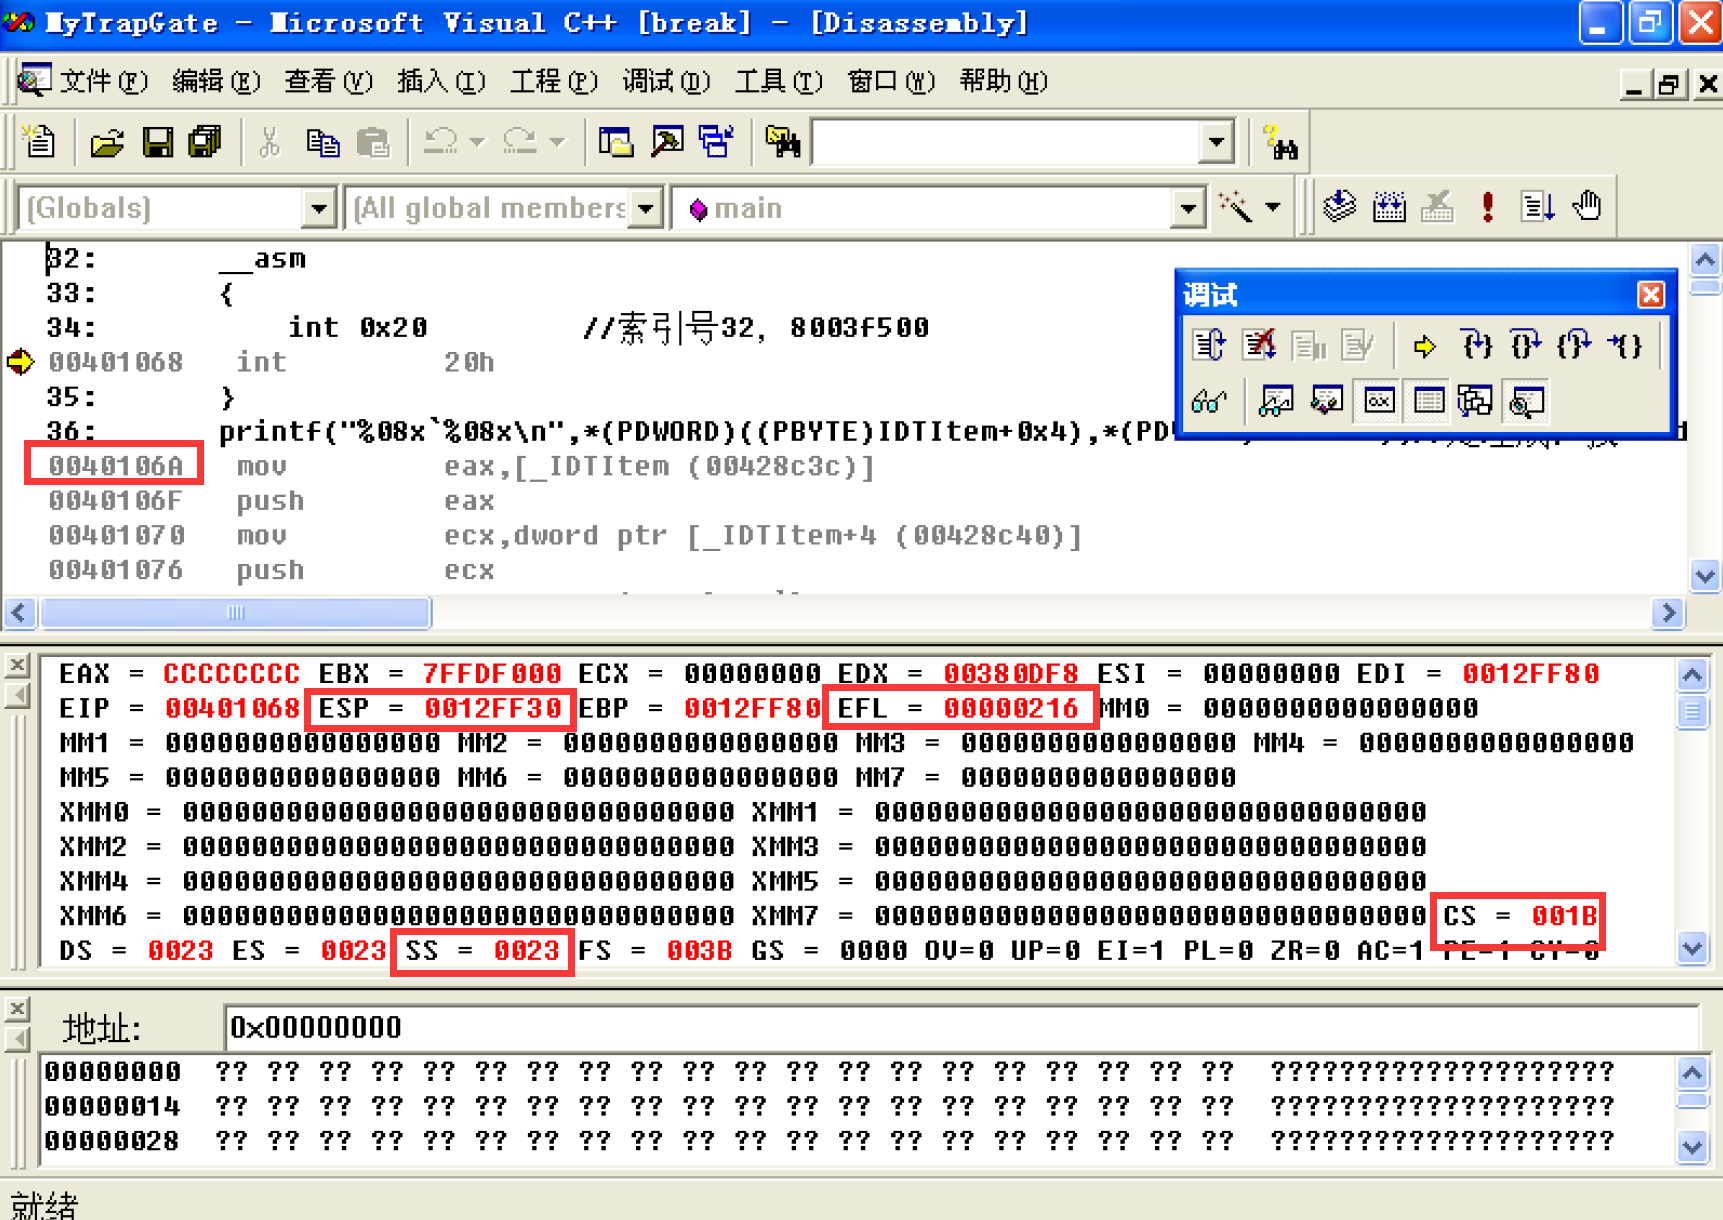 MyTrapGate - Microsoft Visual C++ [break] - [Disassembly]
文件(F) 编辑(E) 查看(V) 插入(I) 工程(P) 调试(D) 工具(T) 窗口(W) 帮助(H)
[Globals] [All global members main
32: __asm
33: {
34: int 0x20 //索引号32, 8003f500
00401068 int 20h
35: }
36: printf("%08x`%08x\n",*(PDWORD)((PBYTE)IDTItem+0x4),*(PD
0040106A mov eax,[_IDTItem (00428c3c)]
0040106F push eax
00401070 mov ecx,dword ptr [_IDTItem+4 (00428c40)]
00401076 push ecx
调试
EAX = CCCCCCCC EBX = 7FFDF000 ECX = 00000000 EDX = 00380DF8 ESI = 00000000 EDI = 0012FF80
EIP = 00401068 ESP = 0012FF30 EBP = 0012FF80 EFL = 00000216 MM0 = 0000000000000000
MM1 = 0000000000000000 MM2 = 0000000000000000 MM3 = 0000000000000000 MM4 = 0000000000000000
MM5 = 0000000000000000 MM6 = 0000000000000000 MM7 = 0000000000000000
XMM0 = 00000000000000000000000000000000 XMM1 = 00000000000000000000000000000000
XMM2 = 00000000000000000000000000000000 XMM3 = 00000000000000000000000000000000
XMM4 = 00000000000000000000000000000000 XMM5 = 00000000000000000000000000000000
XMM6 = 00000000000000000000000000000000 XMM7 = 00000000000000000000000000000000 CS = 001B
DS = 0023 ES = 0023 SS = 0023 FS = 003B GS = 0000 OV=0 UP=0 EI=1 PL=0 ZR=0 AC=1 PE=1 CY=0
地址: 0x00000000
00000000 ?? ?? ?? ?? ?? ?? ?? ?? ?? ?? ?? ?? ?? ?? ?? ?? ?? ?? ?? ?? ????????????????????
00000014 ?? ?? ?? ?? ?? ?? ?? ?? ?? ?? ?? ?? ?? ?? ?? ?? ?? ?? ?? ?? ????????????????????
00000028 ?? ?? ?? ?? ?? ?? ?? ?? ?? ?? ?? ?? ?? ?? ?? ?? ?? ?? ?? ?? ????????????????????
就绪